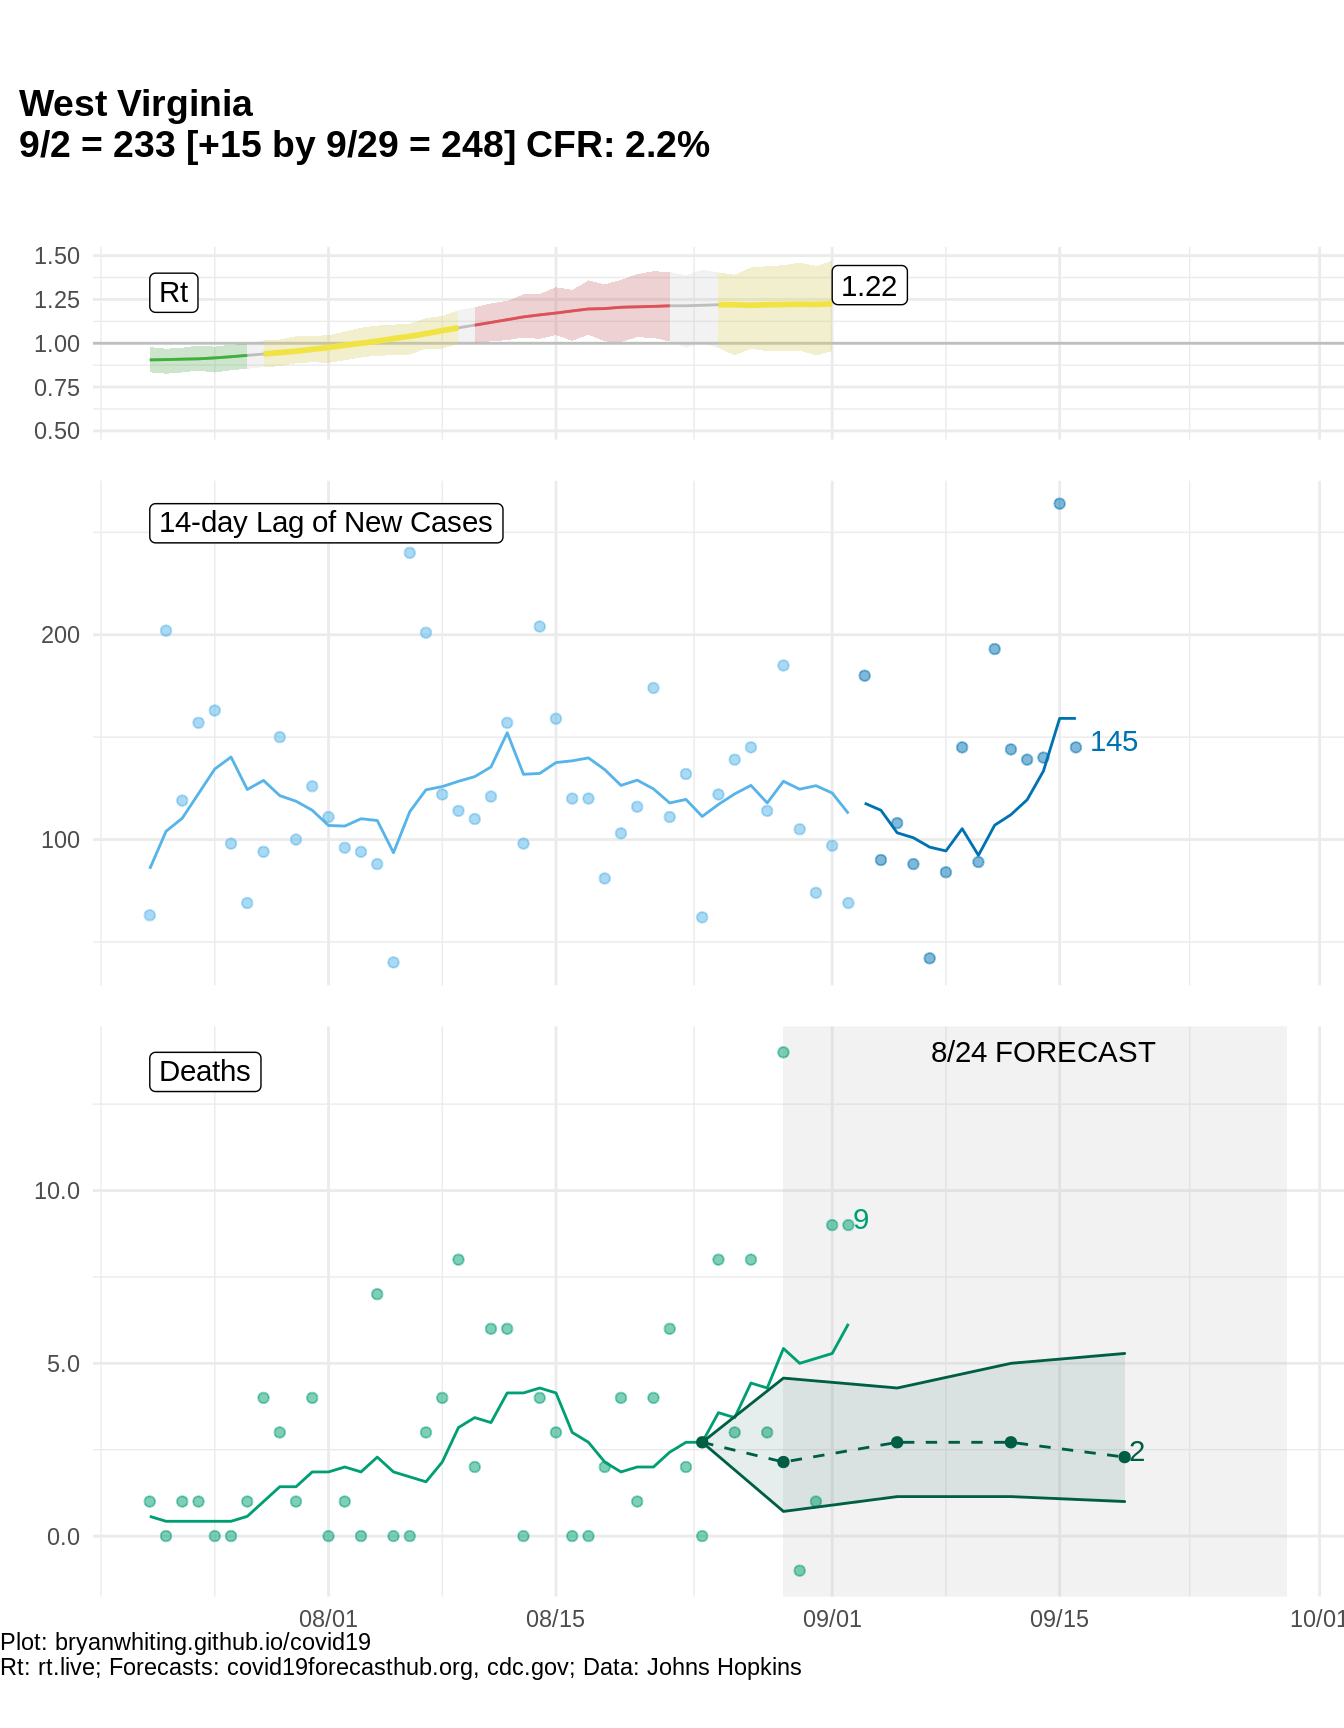 West Virginia
9/2 = 233 [+15 by 9/29 = 248] CFR: 2.2%
1.50
1.25
1.00
0.75
0.50
Rt
1.22
14-day Lag of New Cases
200
100
145
Deaths
8/24 FORECAST
10.0
5.0
0.0
9
2
08/01
08/15
09/01
09/15
10/01
Plot: bryanwhiting.github.io/covid19
Rt: rt.live; Forecasts: covid19forecasthub.org, cdc.gov; Data: Johns Hopkins